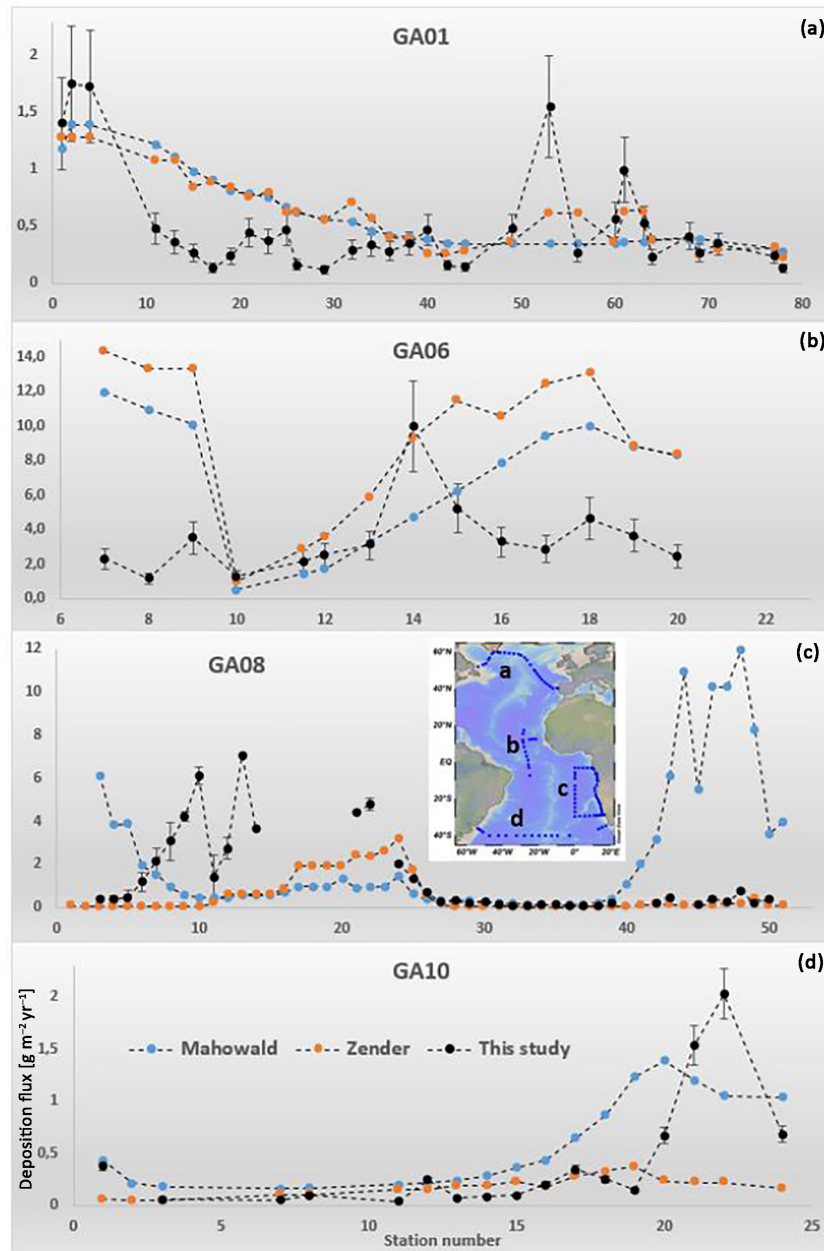 (a)
GA01
2
1,5
1
0,5
0
0 10 20 30 40 50 60 70 80
(b)
GA06
14,0
12,0
10,0
8,0
6,0
4,0
2,0
0,0
6 8 10 12 14 16 18 20 22
(c)
GA08
12
10
8
6
4
2
0
0 10 20 30 40 50
60°N
40°N
20°N
EQ
20°S
40°S
60°W 40°W 20°W 0° 20°E
a
b
c
d
(d)
GA10
Deposition flux [g m⁻² yr⁻¹]
2
1,5
1
0,5
0
Mahowald Zender This study
0 5 10 15 20 25
Station number